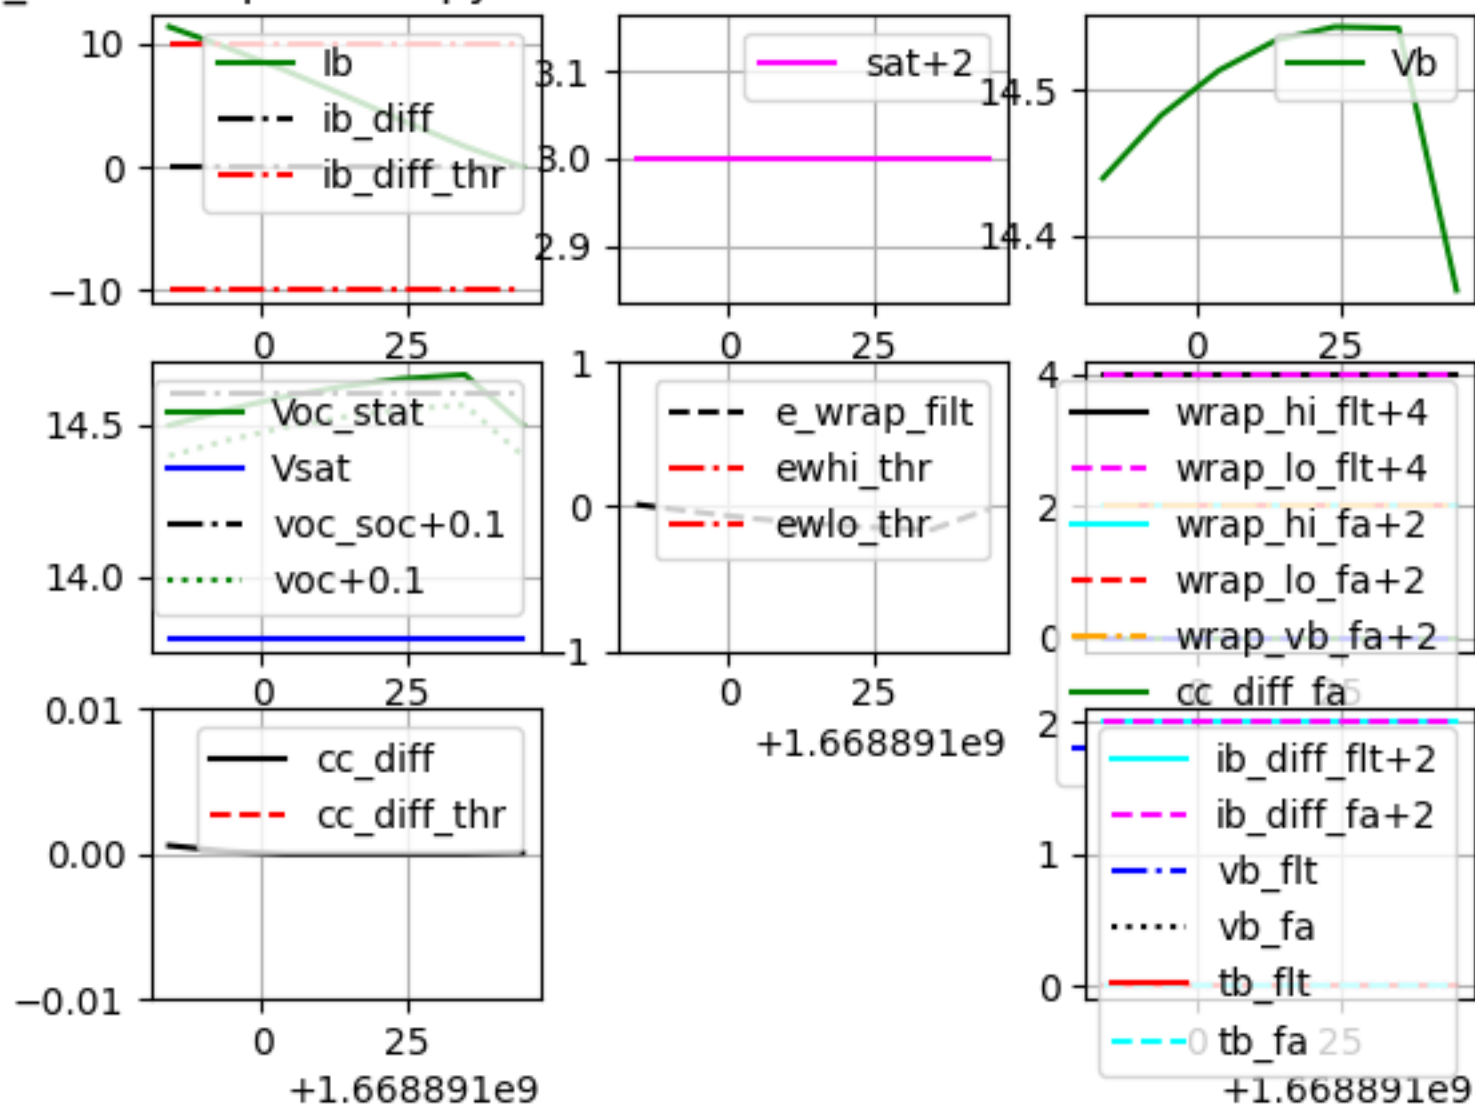 10
0
−10
0
25
Ib
ib_diff
ib_diff_thr
3.1
3.0
2.9
0
25
sat+2
14.5
14.4
0
25
Vb
14.5
14.0
0
25
Voc_stat
Vsat
voc_soc+0.1
voc+0.1
1
0
−1
0
25
+1.668891e9
e_wrap_filt
ewhi_thr
ewlo_thr
4
2
0
wrap_hi_flt+4
wrap_lo_flt+4
wrap_hi_fa+2
wrap_lo_fa+2
wrap_vb_fa+2
cc_diff_fa
0.01
0.00
−0.01
0
25
+1.668891e9
cc_diff
cc_diff_thr
2
1
0
0
25
+1.668891e9
ib_diff_flt+2
ib_diff_fa+2
vb_flt
vb_fa
tb_flt
tb_fa